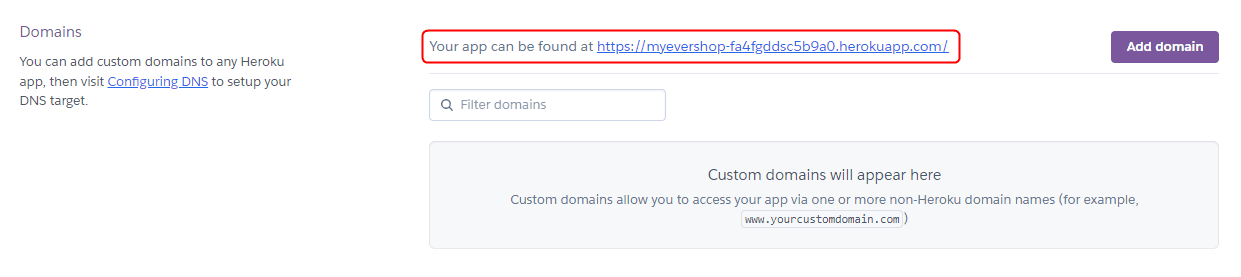 Domains
You can add custom domains to any Heroku
app, then visit Configuring DNS to setup your
DNS target.
Your app can be found at https://myevershop-fa4fgddsc5b9a0.herokuapp.com/
Add domain
Filter domains
Custom domains will appear here
Custom domains allow you to access your app via one or more non-Heroku domain names (for example,
www.yourcustomdomain.com)